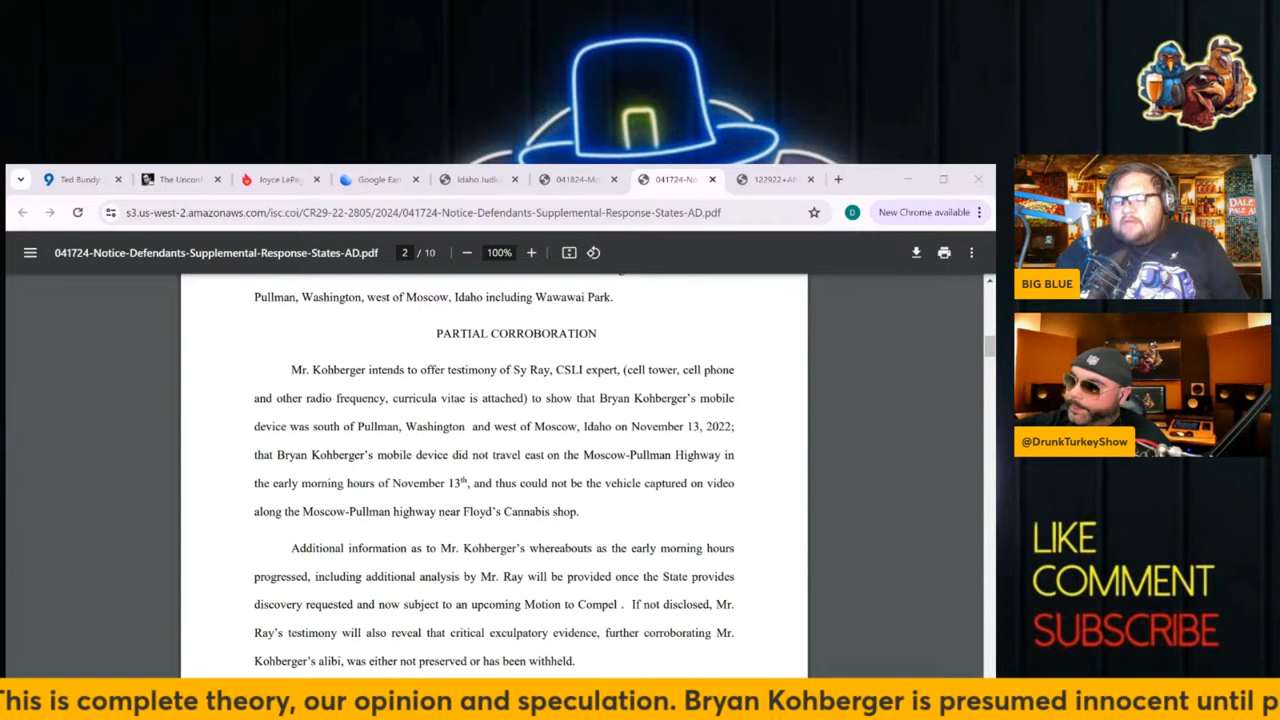 Ted Bundy
The Uncon
Joyce LePa
Google Ear
Idaho Judi
041824-Mo
041724-No
122922+Af
s3.us-west-2.amazonaws.com/isc.coi/CR29-22-2805/2024/041724-Notice-Defendants-Supplemental-Response-States-AD.pdf
D
New Chrome available
041724-Notice-Defendants-Supplemental-Response-States-AD.pdf
2 / 10
100%
Pullman, Washington, west of Moscow, Idaho including Wawawai Park.
PARTIAL CORROBORATION
Mr. Kohberger intends to offer testimony of Sy Ray, CSLI expert, (cell tower, cell phone
and other radio frequency, curricula vitae is attached) to show that Bryan Kohberger's mobile
device was south of Pullman, Washington and west of Moscow, Idaho on November 13, 2022;
that Bryan Kohberger's mobile device did not travel east on the Moscow-Pullman Highway in
the early morning hours of November 13th, and thus could not be the vehicle captured on video
along the Moscow-Pullman highway near Floyd's Cannabis shop.
Additional information as to Mr. Kohberger's whereabouts as the early morning hours
progressed, including additional analysis by Mr. Ray will be provided once the State provides
discovery requested and now subject to an upcoming Motion to Compel . If not disclosed, Mr.
Ray's testimony will also reveal that critical exculpatory evidence, further corroborating Mr.
Kohberger's alibi, was either not preserved or has been withheld.
BIG BLUE
@DrunkTurkeyShow
LIKE
COMMENT
SUBSCRIBE
This is complete theory, our opinion and speculation. Bryan Kohberger is presumed innocent until p